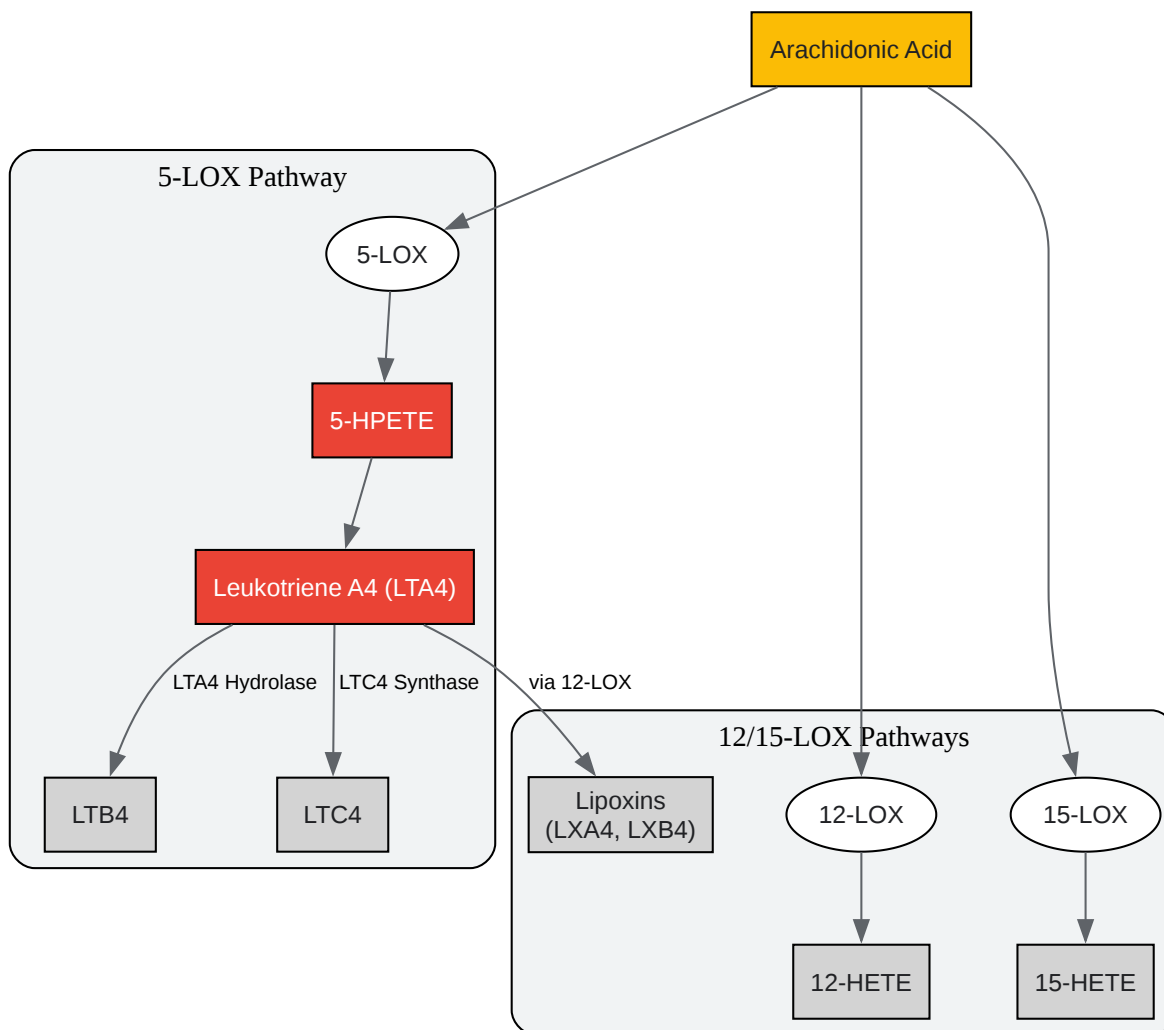 Arachidonic Acid
5-LOX Pathway
5-LOX
5-HPETE
Leukotriene A4 (LTA4)
LTA4 Hydrolase
LTC4 Synthase
via 12-LOX
LTB4
LTC4
12/15-LOX Pathways
Lipoxins
(LXA4, LXB4)
12-LOX
15-LOX
12-HETE
15-HETE